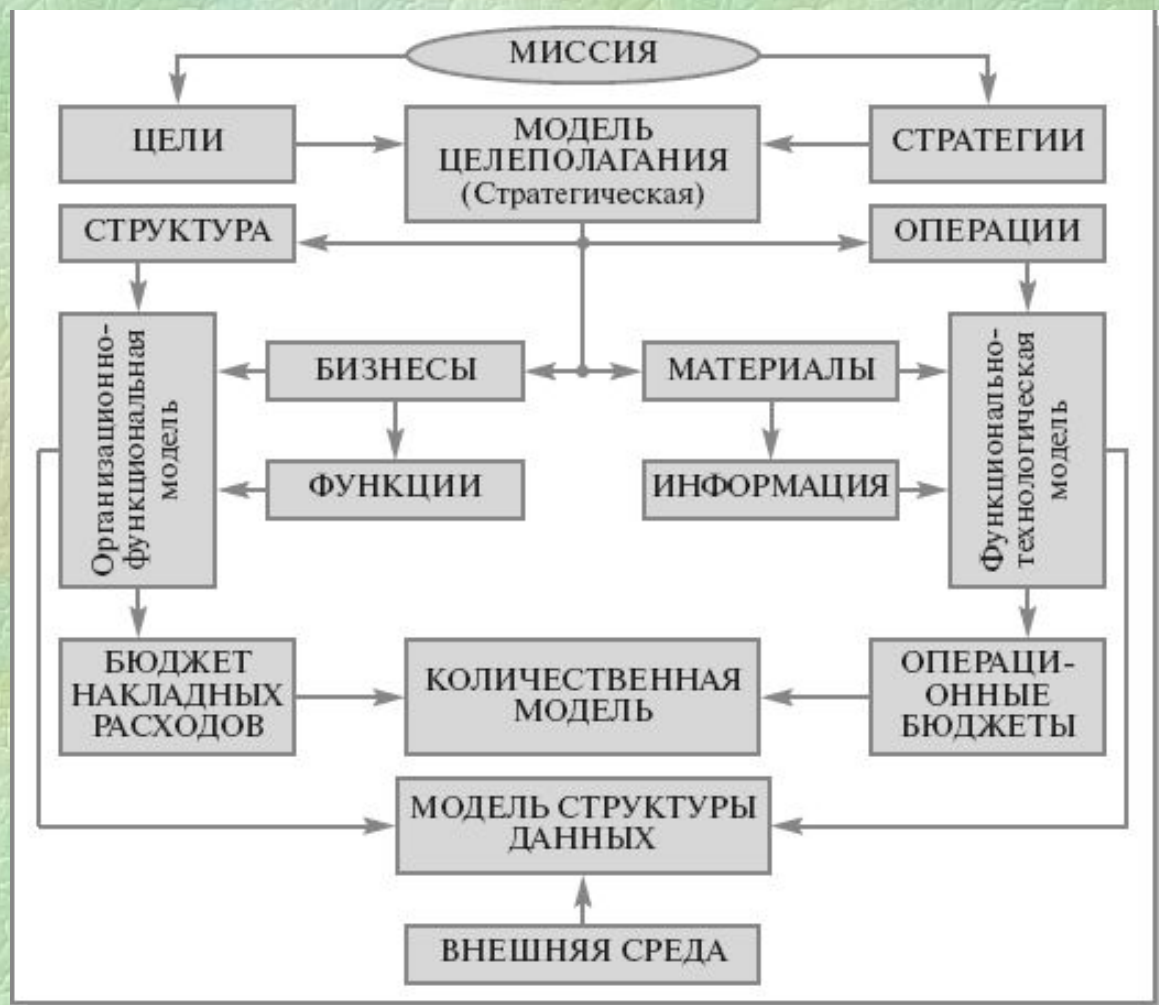 МИССИЯ
ЦЕЛИ
МОДЕЛЬ
ЦЕЛЕПОЛАГАНИЯ
(Стратегическая)
СТРАТЕГИИ
СТРУКТУРА
ОПЕРАЦИИ
Организационно-
функциональная
модель
БИЗНЕСЫ
МАТЕРИАЛЫ
Функционально-
технологическая
модель
ФУНКЦИИ
ИНФОРМАЦИЯ
БЮДЖЕТ
НАКЛАДНЫХ
РАСХОДОВ
КОЛИЧЕСТВЕННАЯ
МОДЕЛЬ
ОПЕРАЦИ-
ОННЫЕ
БЮДЖЕТЫ
МОДЕЛЬ СТРУКТУРЫ
ДАННЫХ
ВНЕШНЯЯ СРЕДА